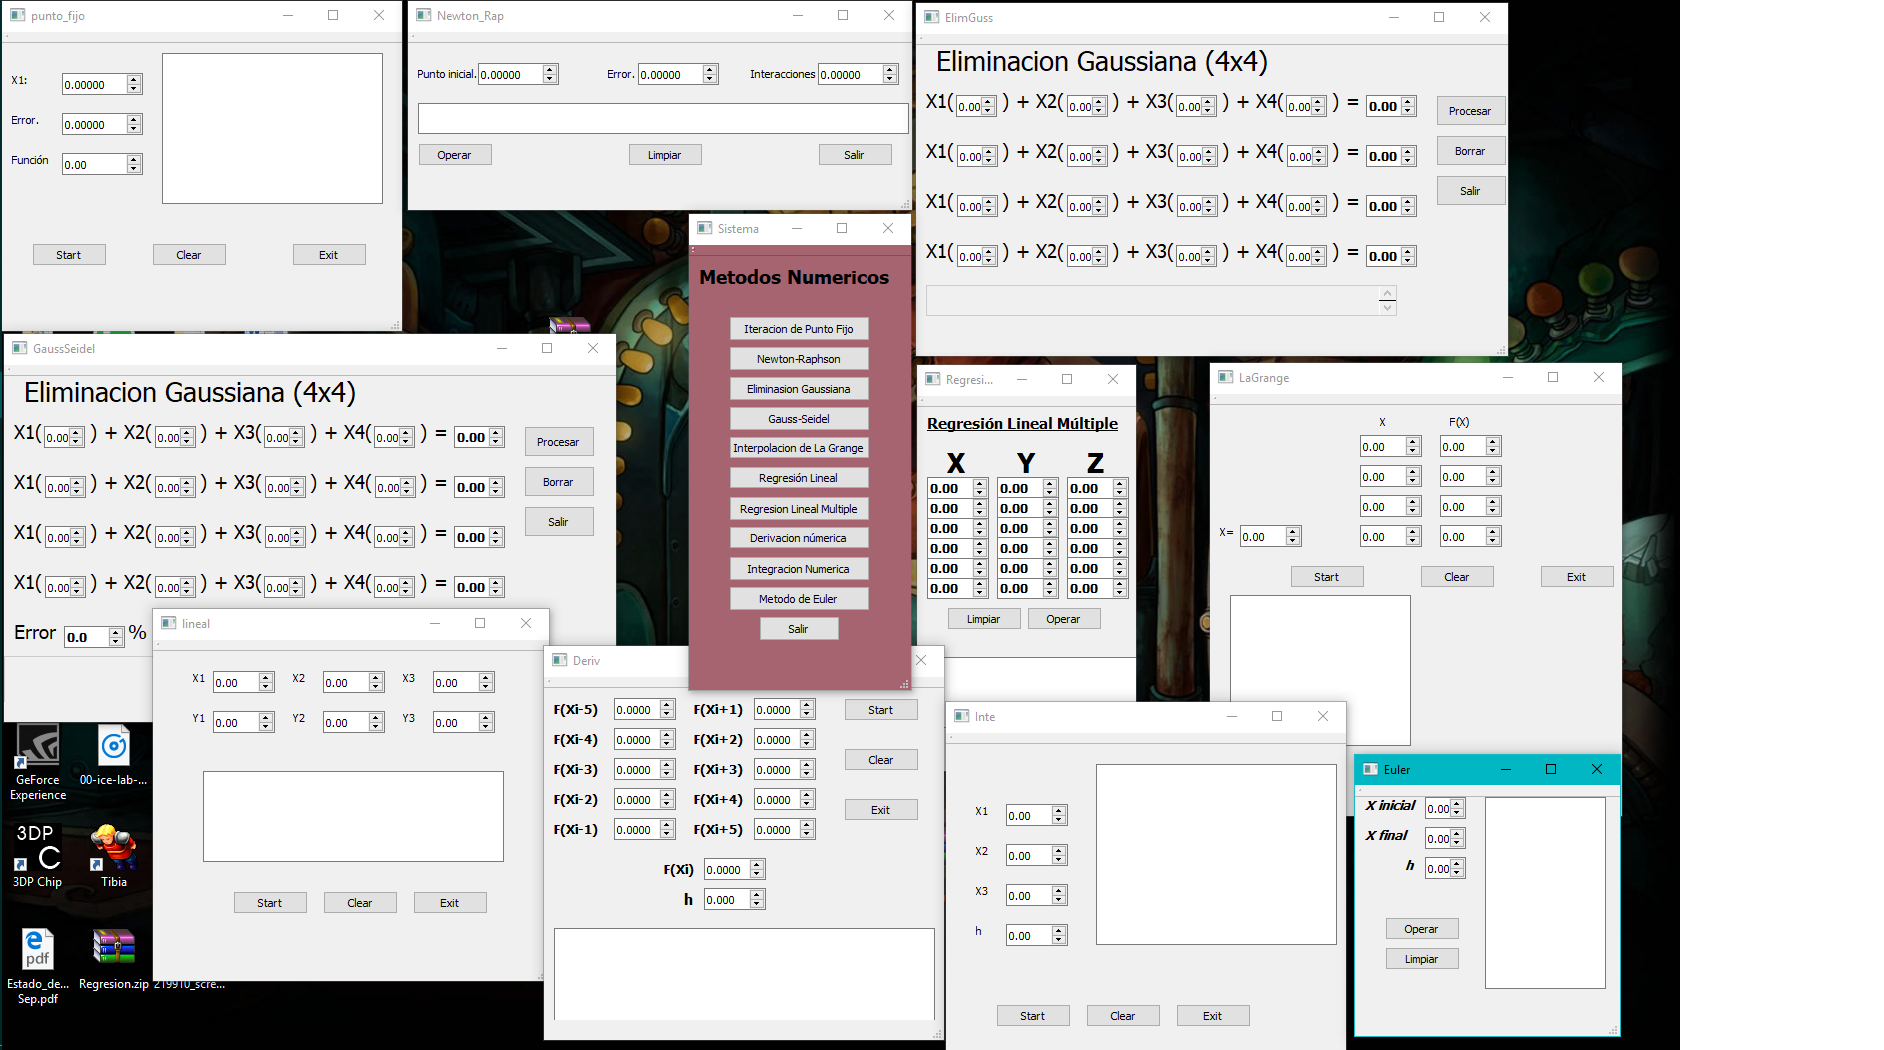 punto_fijo
X1:
0.00000
Error.
0.00000
Función
0.00
Start
Clear
Exit
Newton_Rap
Punto inicial.
0.00000
Error.
0.00000
Interacciones
0.00000
Operar
Limpiar
Salir
ElimGuss
Eliminacion Gaussiana (4x4)
X1( 0.00 ) + X2( 0.00 ) + X3( 0.00 ) + X4( 0.00 ) = 0.00
X1( 0.00 ) + X2( 0.00 ) + X3( 0.00 ) + X4( 0.00 ) = 0.00
X1( 0.00 ) + X2( 0.00 ) + X3( 0.00 ) + X4( 0.00 ) = 0.00
X1( 0.00 ) + X2( 0.00 ) + X3( 0.00 ) + X4( 0.00 ) = 0.00
Procesar
Borrar
Salir
Sistema
Metodos Numericos
Iteracion de Punto Fijo
Newton-Raphson
Eliminasion Gaussiana
Gauss-Seidel
Interpolacion de La Grange
Regresión Lineal
Regresion Lineal Multiple
Derivacion númerica
Integracion Numerica
Metodo de Euler
Salir
GaussSeidel
Eliminacion Gaussiana (4x4)
X1( 0.00 ) + X2( 0.00 ) + X3( 0.00 ) + X4( 0.00 ) = 0.00
X1( 0.00 ) + X2( 0.00 ) + X3( 0.00 ) + X4( 0.00 ) = 0.00
X1( 0.00 ) + X2( 0.00 ) + X3( 0.00 ) + X4( 0.00 ) = 0.00
X1( 0.00 ) + X2( 0.00 ) + X3( 0.00 ) + X4( 0.00 ) = 0.00
Error 0.0 %
Procesar
Borrar
Salir
Regresi...
Regresión Lineal Múltiple
X Y Z
0.00 0.00 0.00
0.00 0.00 0.00
0.00 0.00 0.00
0.00 0.00 0.00
0.00 0.00 0.00
0.00 0.00 0.00
Limpiar
Operar
LaGrange
X F(X)
0.00 0.00
0.00 0.00
0.00 0.00
X= 0.00 0.00 0.00
Start
Clear
Exit
lineal
X1 0.00 X2 0.00 X3 0.00
Y1 0.00 Y2 0.00 Y3 0.00
Start
Clear
Exit
Deriv
F(Xi-5) 0.0000 F(Xi+1) 0.0000
F(Xi-4) 0.0000 F(Xi+2) 0.0000
F(Xi-3) 0.0000 F(Xi+3) 0.0000
F(Xi-2) 0.0000 F(Xi+4) 0.0000
F(Xi-1) 0.0000 F(Xi+5) 0.0000
F(Xi) 0.0000
h 0.000
Start
Clear
Exit
Inte
X1 0.00
X2 0.00
X3 0.00
h 0.00
Start
Clear
Exit
Euler
X inicial 0.00
X final 0.00
h 0.00
Operar
Limpiar
GeForce
Experience
00-ice-lab-...
3DP
C
3DP Chip
Tibia
pdf
Estado_de...
Sep.pdf
Regresion.zip
219910_scre...